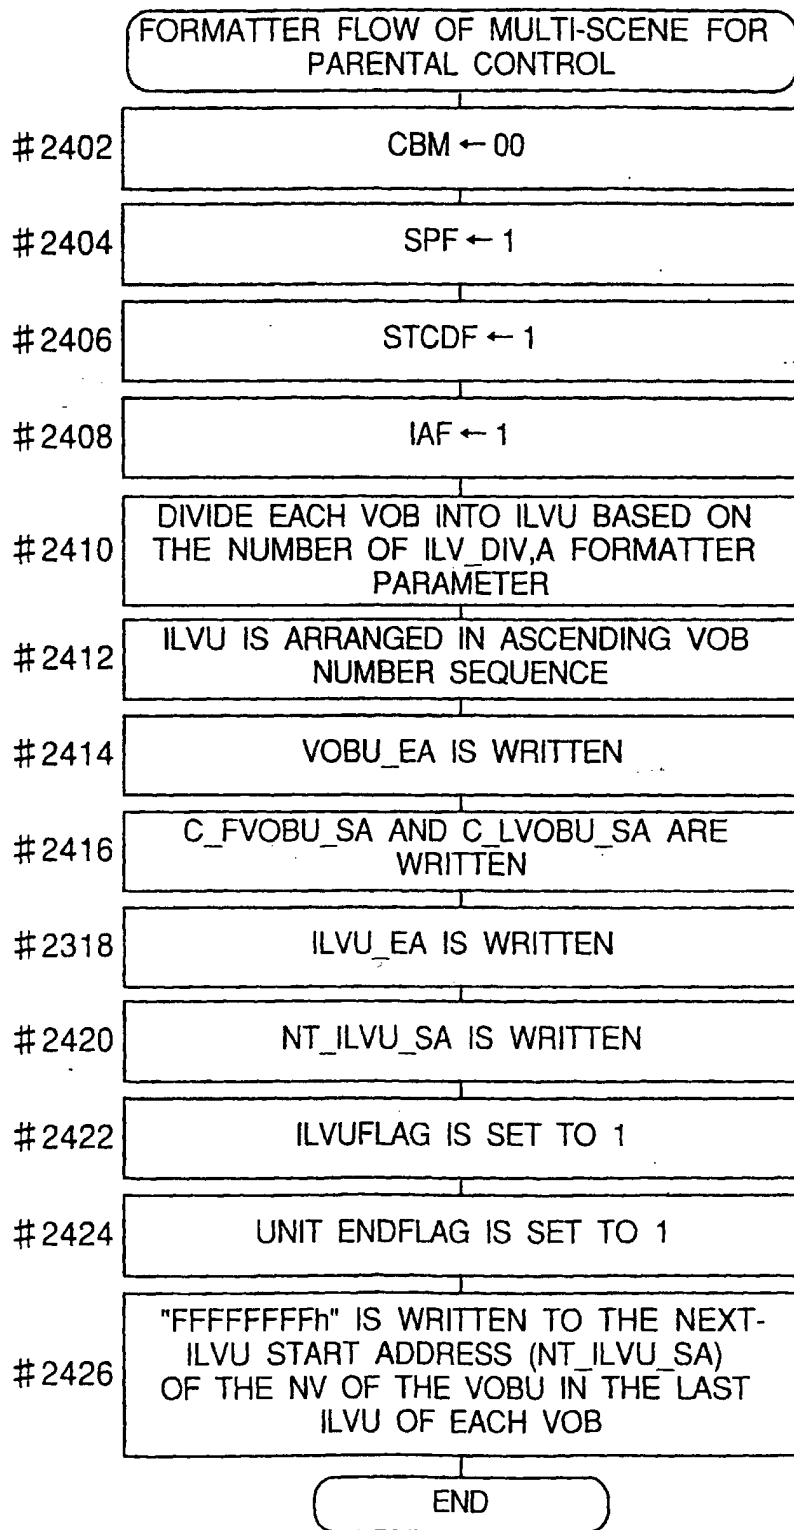 FORMATTER FLOW OF MULTI-SCENE FOR
PARENTAL CONTROL
#2402 CBM ← 00
#2404 SPF ← 1
#2406 STCDF ← 1
#2408 IAF ← 1
DIVIDE EACH VOB INTO ILVU BASED ON
#2410 THE NUMBER OF ILV_DIV,A FORMATTER
PARAMETER
ILVU IS ARRANGED IN ASCENDING VOB
#2412 NUMBER SEQUENCE
#2414 VOBU_EA IS WRITTEN
C_FVOBU_SA AND C_LVOBU_SA ARE
#2416 WRITTEN
#2318 ILVU_EA IS WRITTEN
#2420 NT_ILVU_SA IS WRITTEN
#2422 ILVUFLAG IS SET TO 1
#2424 UNIT ENDFLAG IS SET TO 1
"FFFFFFFFh" IS WRITTEN TO THE NEXT-
ILVU START ADDRESS (NT_ILVU_SA)
#2426 OF THE NV OF THE VOBU IN THE LAST
ILVU OF EACH VOB
END